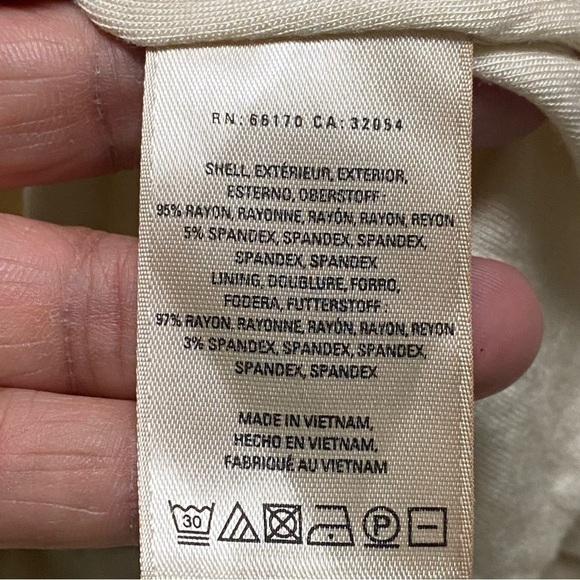 RN: 66170 CA: 32054
SHELL, EXTÉRIEUR, EXTERIOR,
ESTERNO, OBERSTOFF:
95% RAYON, RAYONNE, RAYÓN, RAYON, REYON
5% SPANDEX, SPANDEX, SPANDEX,
SPANDEX, SPANDEX
LINING, DOUBLURE, FORRO,
FODERA, FUTTERSTOFF:
97% RAYON, RAYONNE, RAYÓN, RAYON, REYON
3% SPANDEX, SPANDEX, SPANDEX,
SPANDEX, SPANDEX
MADE IN VIETNAM,
HECHO EN VIETNAM,
FABRIQUÉ AU VIETNAM
30 P